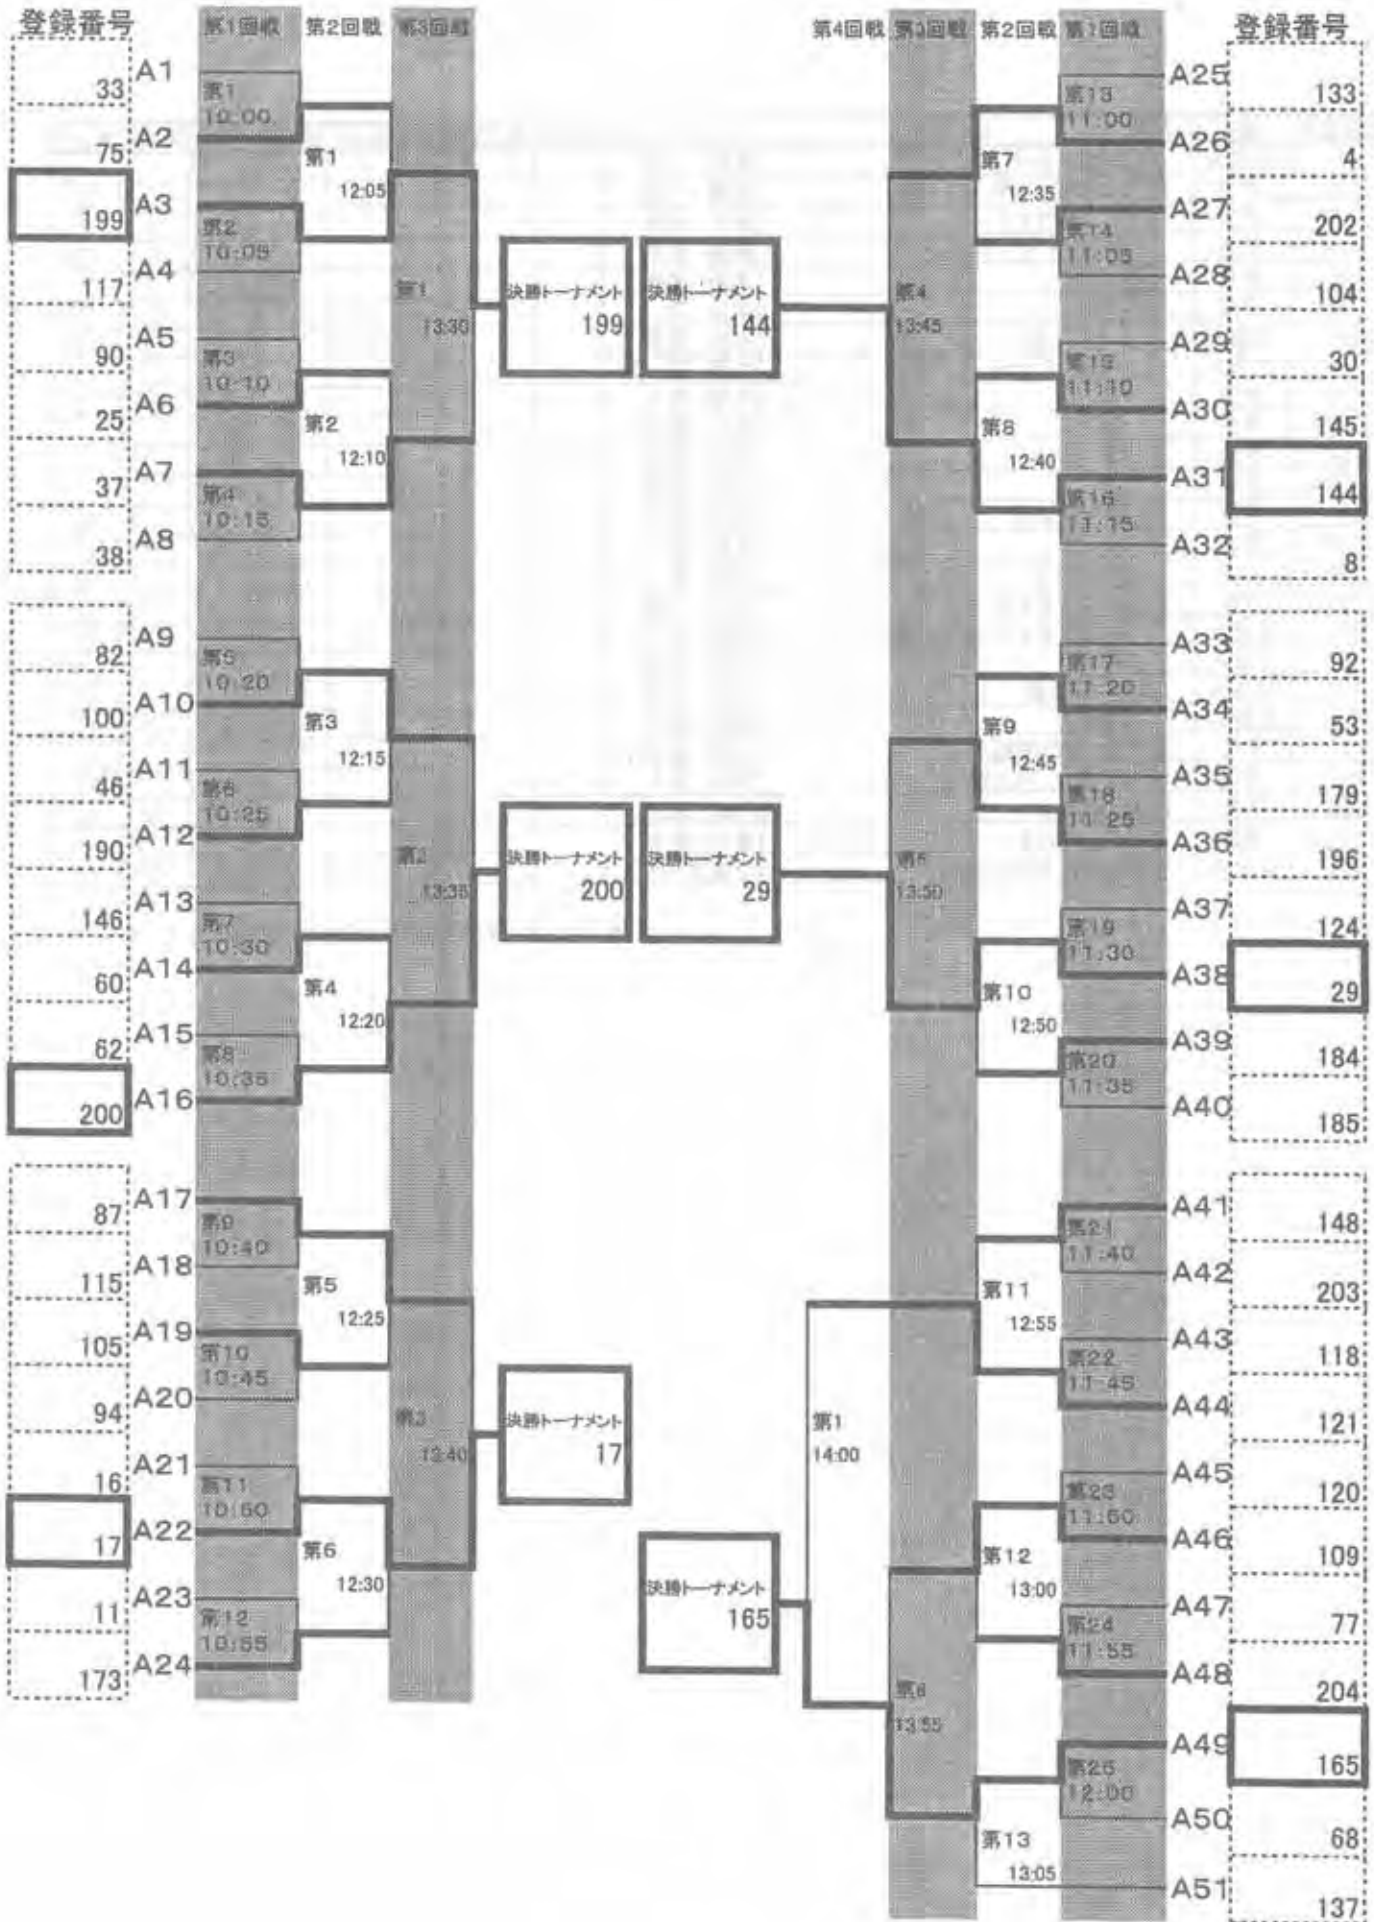 登録番号 第1回戦 第2回戦 第3回戦
33 A1
第1
10:00
75 A2
第1
12:05
199 A3
第2
10:05
117 A4
第1
13:30
90 A5
第3
10:10
25 A6
第2
12:10
37 A7
第4
10:15
38 A8
82 A9
第5
10:20
100 A10
第3
12:15
46 A11
第6
10:25
190 A12
第2
13:35
146 A13
第7
10:30
60 A14
第4
12:20
62 A15
第8
10:35
200 A16
87 A17
第9
10:40
115 A18
第5
12:25
105 A19
第10
10:45
94 A20
第3
13:40
16 A21
第11
10:50
17 A22
第6
12:30
11 A23
第12
10:55
173 A24
決勝トーナメント
199
決勝トーナメント
200
決勝トーナメント
17
決勝トーナメント
144
決勝トーナメント
29
決勝トーナメント
165
第4回戦 第3回戦 第2回戦 第1回戦 登録番号
A25 133
第13
11:00
A26 4
第7
12:35
A27 202
第14
11:05
A28 104
第4
13:45
A29 30
第15
11:10
A30 145
第8
12:40
A31 144
第16
11:15
A32 8
A33 92
第17
11:20
A34 53
第9
12:45
A35 179
第18
11:25
A36 196
第5
13:50
A37 124
第19
11:30
A38 29
第10
12:50
A39 184
第20
11:35
A40 185
A41 148
第21
11:40
A42 203
第11
12:55
A43 118
第22
11:45
A44 121
第1
14:00
A45 120
第23
11:50
A46 109
第12
13:00
A47 77
第24
11:55
A48 204
第6
13:55
A49 165
第25
12:00
A50 68
第13
13:05
A51 137